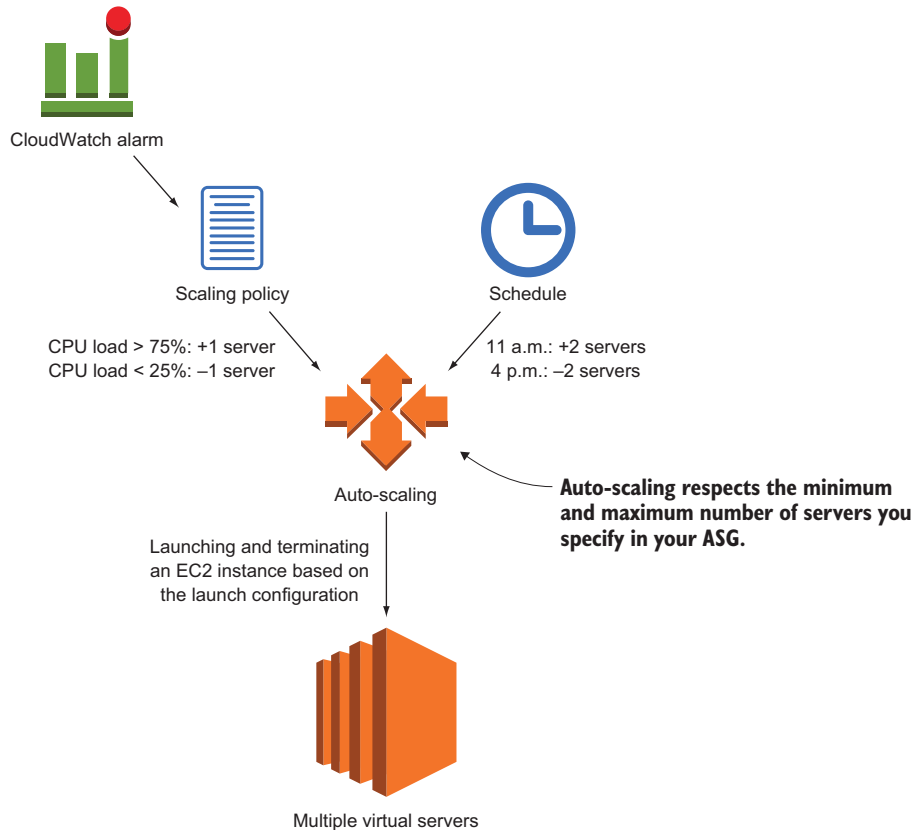 CloudWatch alarm
Scaling policy
Schedule
CPU load > 75%: +1 server
CPU load < 25%: –1 server
11 a.m.: +2 servers
4 p.m.: –2 servers
Auto-scaling
Auto-scaling respects the minimum
and maximum number of servers you
specify in your ASG.
Launching and terminating
an EC2 instance based on
the launch configuration
Multiple virtual servers